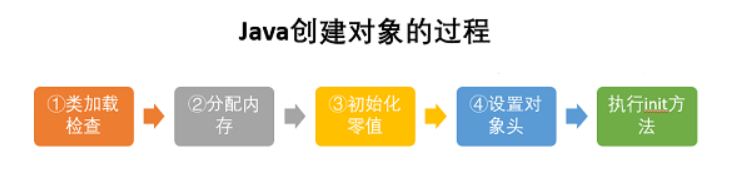 Java创建对象的过程
①类加载
检查
②分配内
存
③初始化
零值
④设置对
象头
执行init方
法